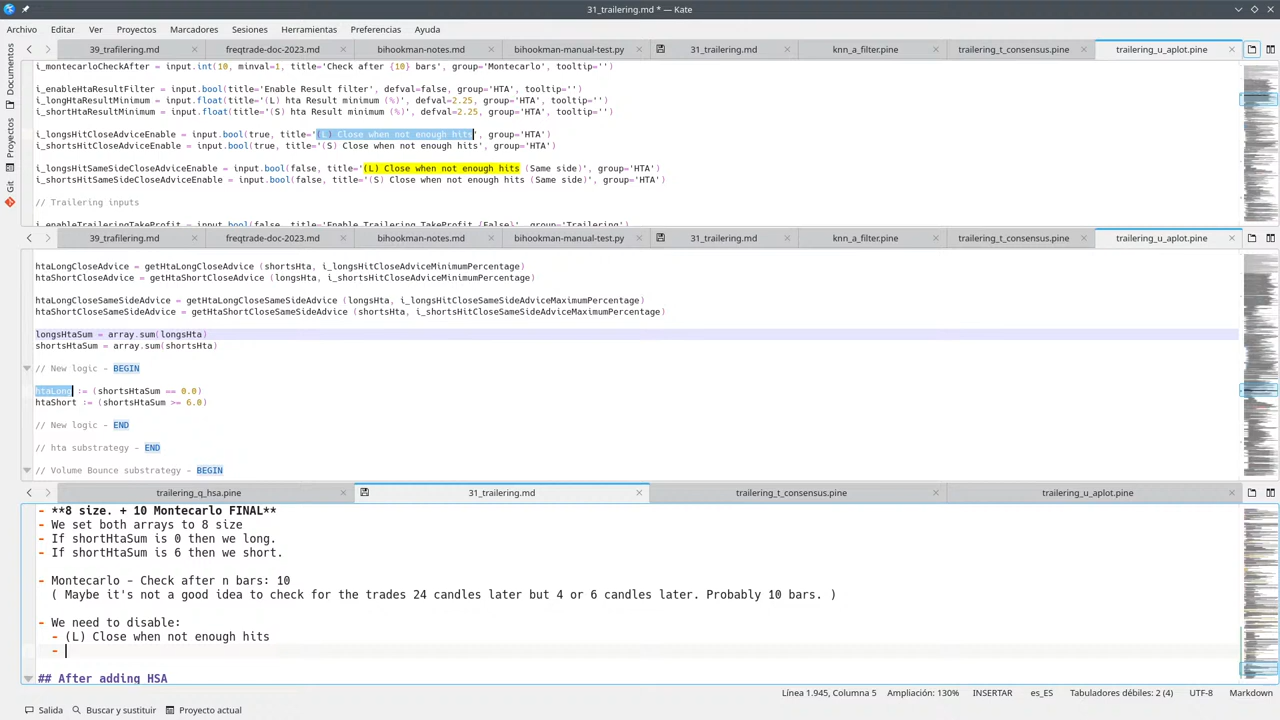 31_trailering.md * — Kate
Archivo Editar Ver Proyectos Marcadores Sesiones Herramientas Preferencias Ayuda
39_trafilering.md freqtrade-doc-2023.md bihookman-notes.md bihookman-manual-test.py 31_trailering.md knn_a_filter.pine trailering_t_consensus.pine trailering_u_aplot.pine
Documentos
Proyectos
Git
i_montecarloCheckAfter = input.int(10, minval=1, title='Check after {10} bars', group='Montecarlo', tooltip='')
i_enableHtaResultFilter = input.bool(title='Enable Result filter', defval=false, group='HTA', tooltip='')
i_longHtaResultMinimum = input.float(title='(L) hta Result minimum (%)', defval=2.25, group='HTA', tooltip='')
i_shortHtaResultMinimum = input.float(title='(S) hta Result minimum (%)', defval=2.25, group='HTA', tooltip='')
i_longsHitCloseAdviceEnable = input.bool(true, title='(L) Close when not enough hits', group='HTA')
i_shortsHitCloseAdviceEnable = input.bool(true, title='(S) Close when not enough hits', group='HTA')
i_longsHitCloseSameSideAdviceEnable = input.bool(false, title='(L) Close when not enough hits (Same side)', group='HTA')
i_shortsHitCloseSameSideAdviceEnable = input.bool(false, title='(S) Close when not enough hits (Same side)', group='HTA')
// Trailering inputs
39_trailering.md freqtrade-doc-2023.md bihookman-notes.md bihookman-manual-test.py 31_trailering.md knn_a_filter.pine trailering_t_consensus.pine trailering_u_aplot.pine
htaLongCloseAdvice = getHtaLongCloseAdvice (shortsHta, i_longsHitCloseAdviceMinimumPercentage)
htaShortCloseAdvice = getHtaShortCloseAdvice (longsHta, i_shortsHitCloseAdviceMinimumPercentage)
htaLongCloseSameSideAdvice = getHtaLongCloseSameSideAdvice (longsHta, i_longsHitCloseSameSideAdviceMaximumPercentage)
htaShortCloseSameSideAdvice = getHtaShortCloseSameSideAdvice (shortsHta, i_shortsHitCloseSameSideAdviceMaximumPercentage)
longsHtaSum = array.sum(longsHta)
shortsHtaSum = array.sum(shortsHta)
// New logic - BEGIN
htaLong := (shortsHtaSum == 0.0)
htaShort := (shortsHtaSum >= 6.0)
// New logic - END
// hta substrategy - END
// Volume Bounce substrategy - BEGIN
trailering_q_hsa.pine 31_trailering.md trailering_t_consensus.pine trailering_u_aplot.pine
- **8 size. + 10 Montecarlo FINAL**
- We set both arrays to 8 size
- If shortHtaSum is 0 then we long.
- If shortHtaSum is 6 then we short.
- Montecarlo - Check after n bars: 10
( Maybe it's not a good idea to check for the trade 24 candles later. Maybe 6 candles later. Or try 10 )
- We need to disable:
- (L) Close when not enough hits
-
## After adding HSA
Columna 5 Ampliación: 130% INSERTAR es_ES Tabuladores débiles: 2 (4) UTF-8 Markdown
Salida Buscar y sustituir Proyecto actual